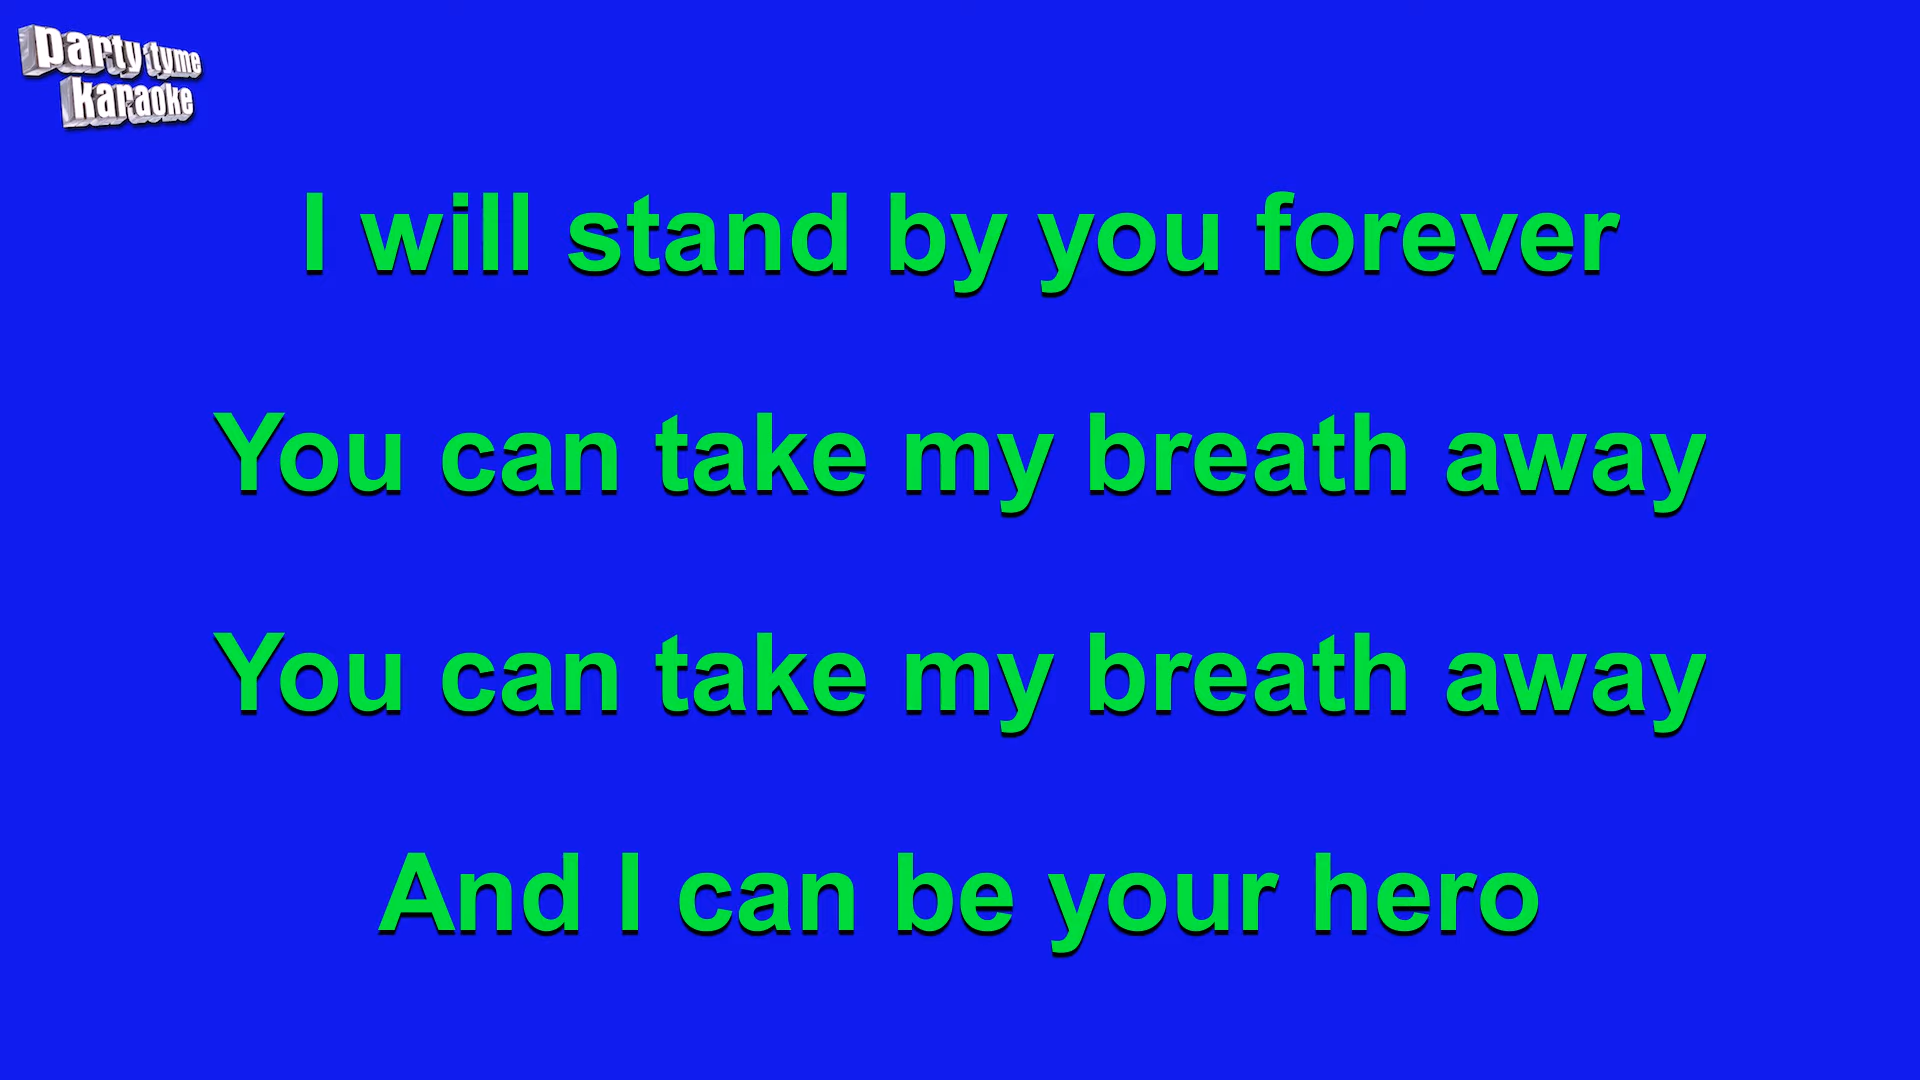 party tyme
karaoke
I will stand by you forever
You can take my breath away
You can take my breath away
And I can be your hero